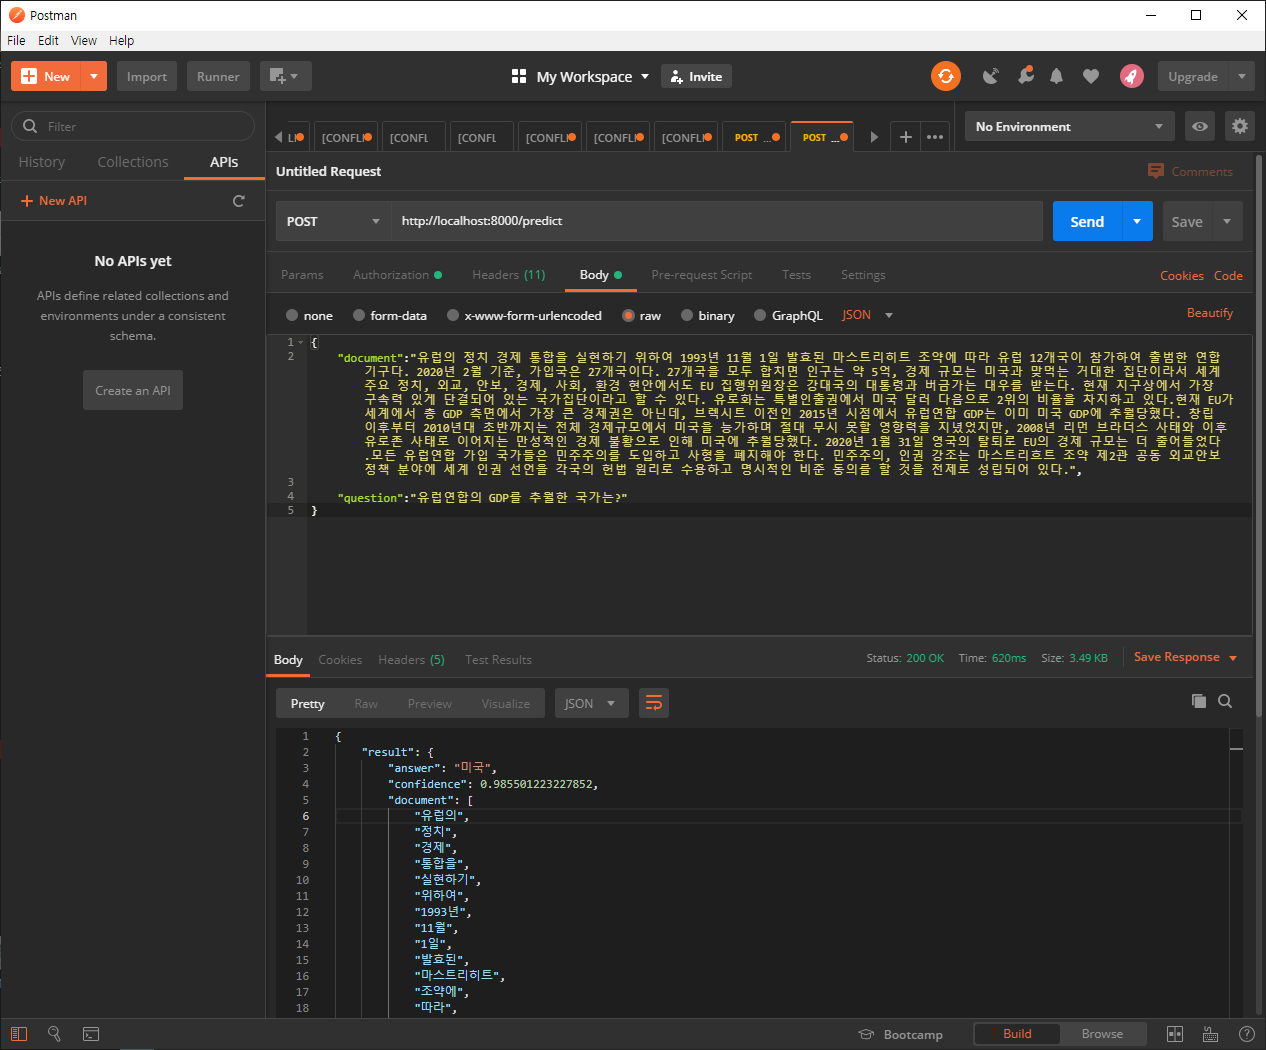 Postman
File Edit View Help
New Import Runner My Workspace Invite Upgrade
Filter
History Collections APIs
New API
No APIs yet
APIs define related collections and
environments under a consistent
schema.
Create an API
LI [CONFLI [CONFL [CONF [CONFLI [CONFLI [CONFLI POST ... POST ... No Environment
Untitled Request Comments
POST http://localhost:8000/predict Send Save
Params Authorization Headers (11) Body Pre-request Script Tests Settings Cookies Code
none form-data x-www-form-urlencoded raw binary GraphQL JSON Beautify
1 {
2 "document":"유럽의 정치 경제 통합을 실현하기 위하여 1993년 11월 1일 발효된 마스트리히트 조약에 따라 유럽 12개국이 참가하여 출범한 연합
기구다. 2020년 2월 기준, 가입국은 27개국이다. 27개국을 모두 합치면 인구는 약 5억, 경제 규모는 미국과 맞먹는 거대한 집단이라서 세계
주요 정치, 외교, 안보, 경제, 사회, 환경 현안에서도 EU 집행위원장은 강대국의 대통령과 버금가는 대우를 받는다. 현재 지구상에서 가장
구속력 있게 단결되어 있는 국가집단이라고 할 수 있다. 유로화는 특별인출권에서 미국 달러 다음으로 2위의 비율을 차지하고 있다.현재 EU가
세계에서 총 GDP 측면에서 가장 큰 경제권은 아닌데, 브렉시트 이전인 2015년 시점에서 유럽연합 GDP는 이미 미국 GDP에 추월당했다. 창립
이후부터 2010년대 초반까지는 전체 경제규모에서 미국을 능가하며 절대 무시 못할 영향력을 지녔었지만, 2008년 리먼 브라더스 사태와 이후
유로존 사태로 이어지는 만성적인 경제 불황으로 인해 미국에 추월당했다. 2020년 1월 31일 영국의 탈퇴로 EU의 경제 규모는 더 줄어들었다
.모든 유럽연합 가입 국가들은 민주주의를 도입하고 사형을 폐지해야 한다. 민주주의, 인권 강조는 마스트리흐트 조약 제2관 공동 외교안보
정책 분야에 세계 인권 선언을 각국의 헌법 원리로 수용하고 명시적인 비준 동의를 할 것을 전제로 성립되어 있다.",
3
4 "question":"유럽연합의 GDP를 추월한 국가는?"
5 }
Body Cookies Headers (5) Test Results Status: 200 OK Time: 620ms Size: 3.49 KB Save Response
Pretty Raw Preview Visualize JSON
1 {
2 "result": {
3 "answer": "미국",
4 "confidence": 0.985501223227852,
5 "document": [
6 "유럽의",
7 "정치",
8 "경제",
9 "통합을",
10 "실현하기",
11 "위하여",
12 "1993년",
13 "11월",
14 "1일",
15 "발효된",
16 "마스트리히트",
17 "조약에",
18 "따라",
Bootcamp Build Browse